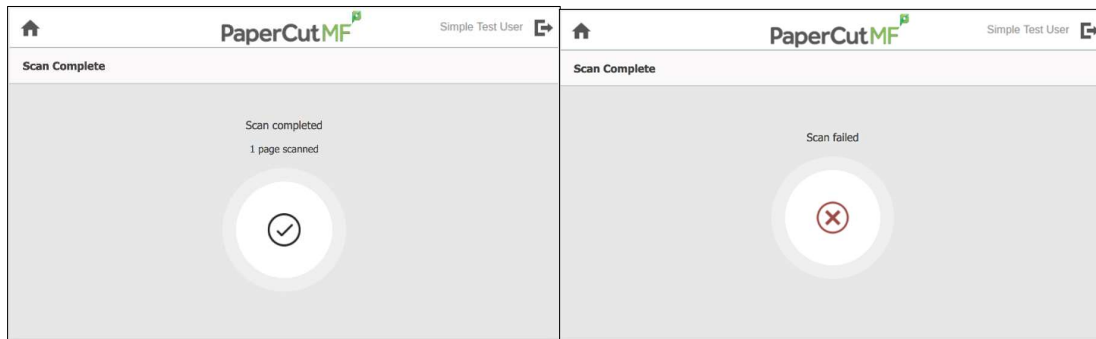 PaperCutMF
Simple Test User
Scan Complete
Scan completed
1 page scanned
PaperCutMF
Simple Test User
Scan Complete
Scan failed